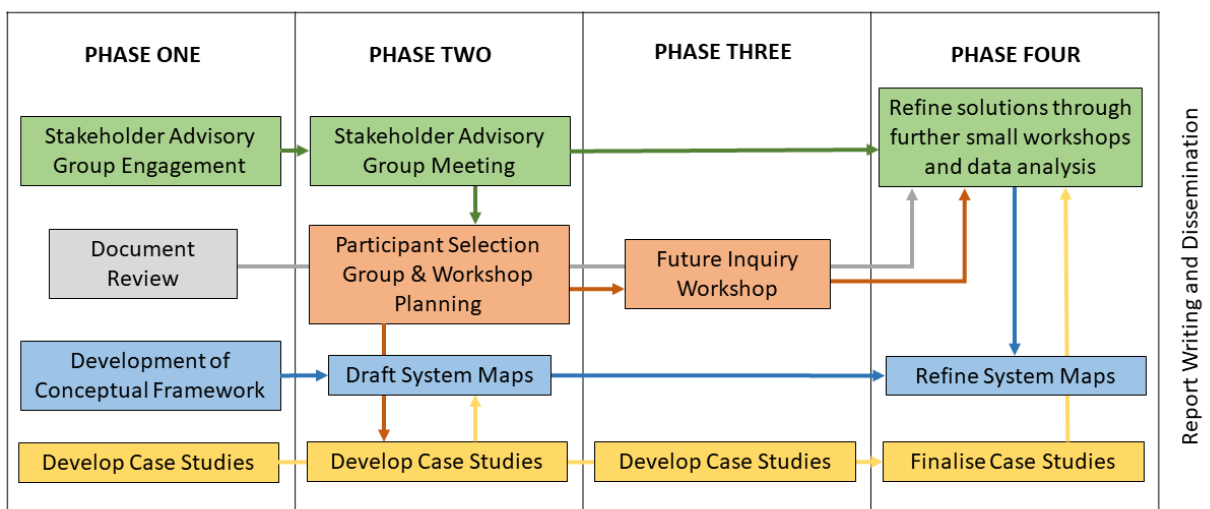 PHASE ONE
PHASE TWO
PHASE THREE
PHASE FOUR
Stakeholder Advisory
Group Engagement
Stakeholder Advisory
Group Meeting
Refine solutions through
further small workshops
and data analysis
Document
Review
Participant Selection
Group & Workshop
Planning
Future Inquiry
Workshop
Development of
Conceptual Framework
Draft System Maps
Refine System Maps
Develop Case Studies
Develop Case Studies
Develop Case Studies
Finalise Case Studies
Report Writing and Dissemination